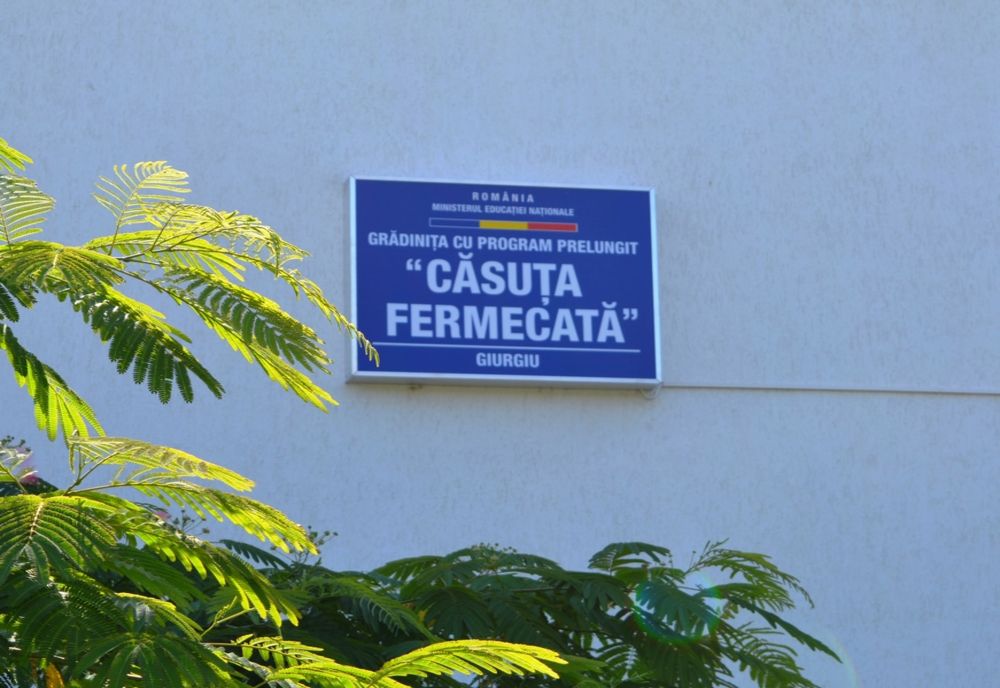 ROMÂNIA
MINISTERUL EDUCAȚIEI NAȚIONALE
GRĂDINIȚA CU PROGRAM PRELUNGIT
“CĂSUȚA
FERMECATĂ”
GIURGIU